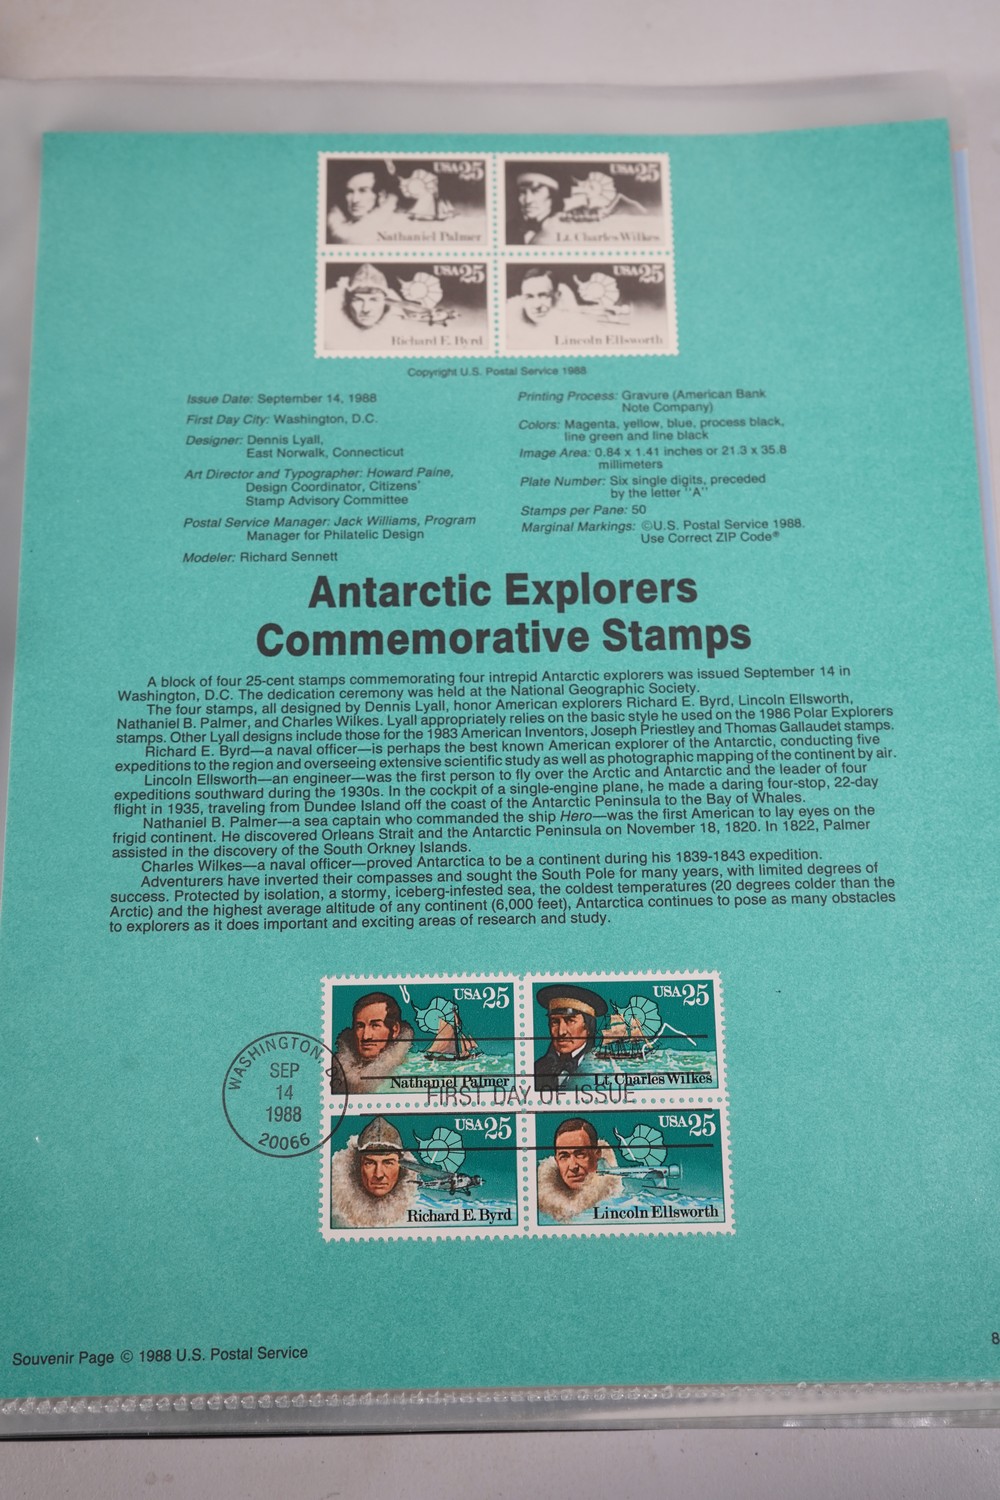 USA25
Nathaniel Palmer
USA25
Lt. Charles Wilkes
USA25
Richard E. Byrd
USA25
Lincoln Ellsworth
Copyright U.S. Postal Service 1988
Issue Date: September 14, 1988
First Day City: Washington, D.C.
Designer: Dennis Lyall,
East Norwalk, Connecticut
Art Director and Typographer: Howard Paine,
Design Coordinator, Citizens'
Stamp Advisory Committee
Postal Service Manager: Jack Williams, Program
Manager for Philatelic Design
Modeler: Richard Sennett
Printing Process: Gravure (American Bank
Note Company)
Colors: Magenta, yellow, blue, process black,
line green and line black
Image Area: 0.84 x 1.41 inches or 21.3 x 35.8
millimeters
Plate Number: Six single digits, preceded
by the letter "A"
Stamps per Pane: 50
Marginal Markings: ©U.S. Postal Service 1988.
Use Correct ZIP Code®
Antarctic Explorers
Commemorative Stamps
A block of four 25-cent stamps commemorating four intrepid Antarctic explorers was issued September 14 in
Washington, D.C. The dedication ceremony was held at the National Geographic Society.
The four stamps, all designed by Dennis Lyall, honor American explorers Richard E. Byrd, Lincoln Ellsworth,
Nathaniel B. Palmer, and Charles Wilkes. Lyall appropriately relies on the basic style he used on the 1986 Polar Explorers
stamps. Other Lyall designs include those for the 1983 American Inventors, Joseph Priestley and Thomas Gallaudet stamps.
Richard E. Byrd—a naval officer—is perhaps the best known American explorer of the Antarctic, conducting five
expeditions to the region and overseeing extensive scientific study as well as photographic mapping of the continent by air.
Lincoln Ellsworth—an engineer—was the first person to fly over the Arctic and Antarctic and the leader of four
expeditions southward during the 1930s. In the cockpit of a single-engine plane, he made a daring four-stop, 22-day
flight in 1935, traveling from Dundee Island off the coast of the Antarctic Peninsula to the Bay of Whales.
Nathaniel B. Palmer—a sea captain who commanded the ship Hero—was the first American to lay eyes on the
frigid continent. He discovered Orleans Strait and the Antarctic Peninsula on November 18, 1820. In 1822, Palmer
assisted in the discovery of the South Orkney Islands.
Charles Wilkes—a naval officer—proved Antarctica to be a continent during his 1839-1843 expedition.
Adventurers have inverted their compasses and sought the South Pole for many years, with limited degrees of
success. Protected by isolation, a stormy, iceberg-infested sea, the coldest temperatures (20 degrees colder than the
Arctic) and the highest average altitude of any continent (6,000 feet), Antarctica continues to pose as many obstacles
to explorers as it does important and exciting areas of research and study.
USA25
Nathaniel Palmer
USA25
Lt. Charles Wilkes
WASHINGTON, DC
SEP
14
1988
20066
FIRST DAY OF ISSUE
USA25
Richard E. Byrd
USA25
Lincoln Ellsworth
Souvenir Page © 1988 U.S. Postal Service
8